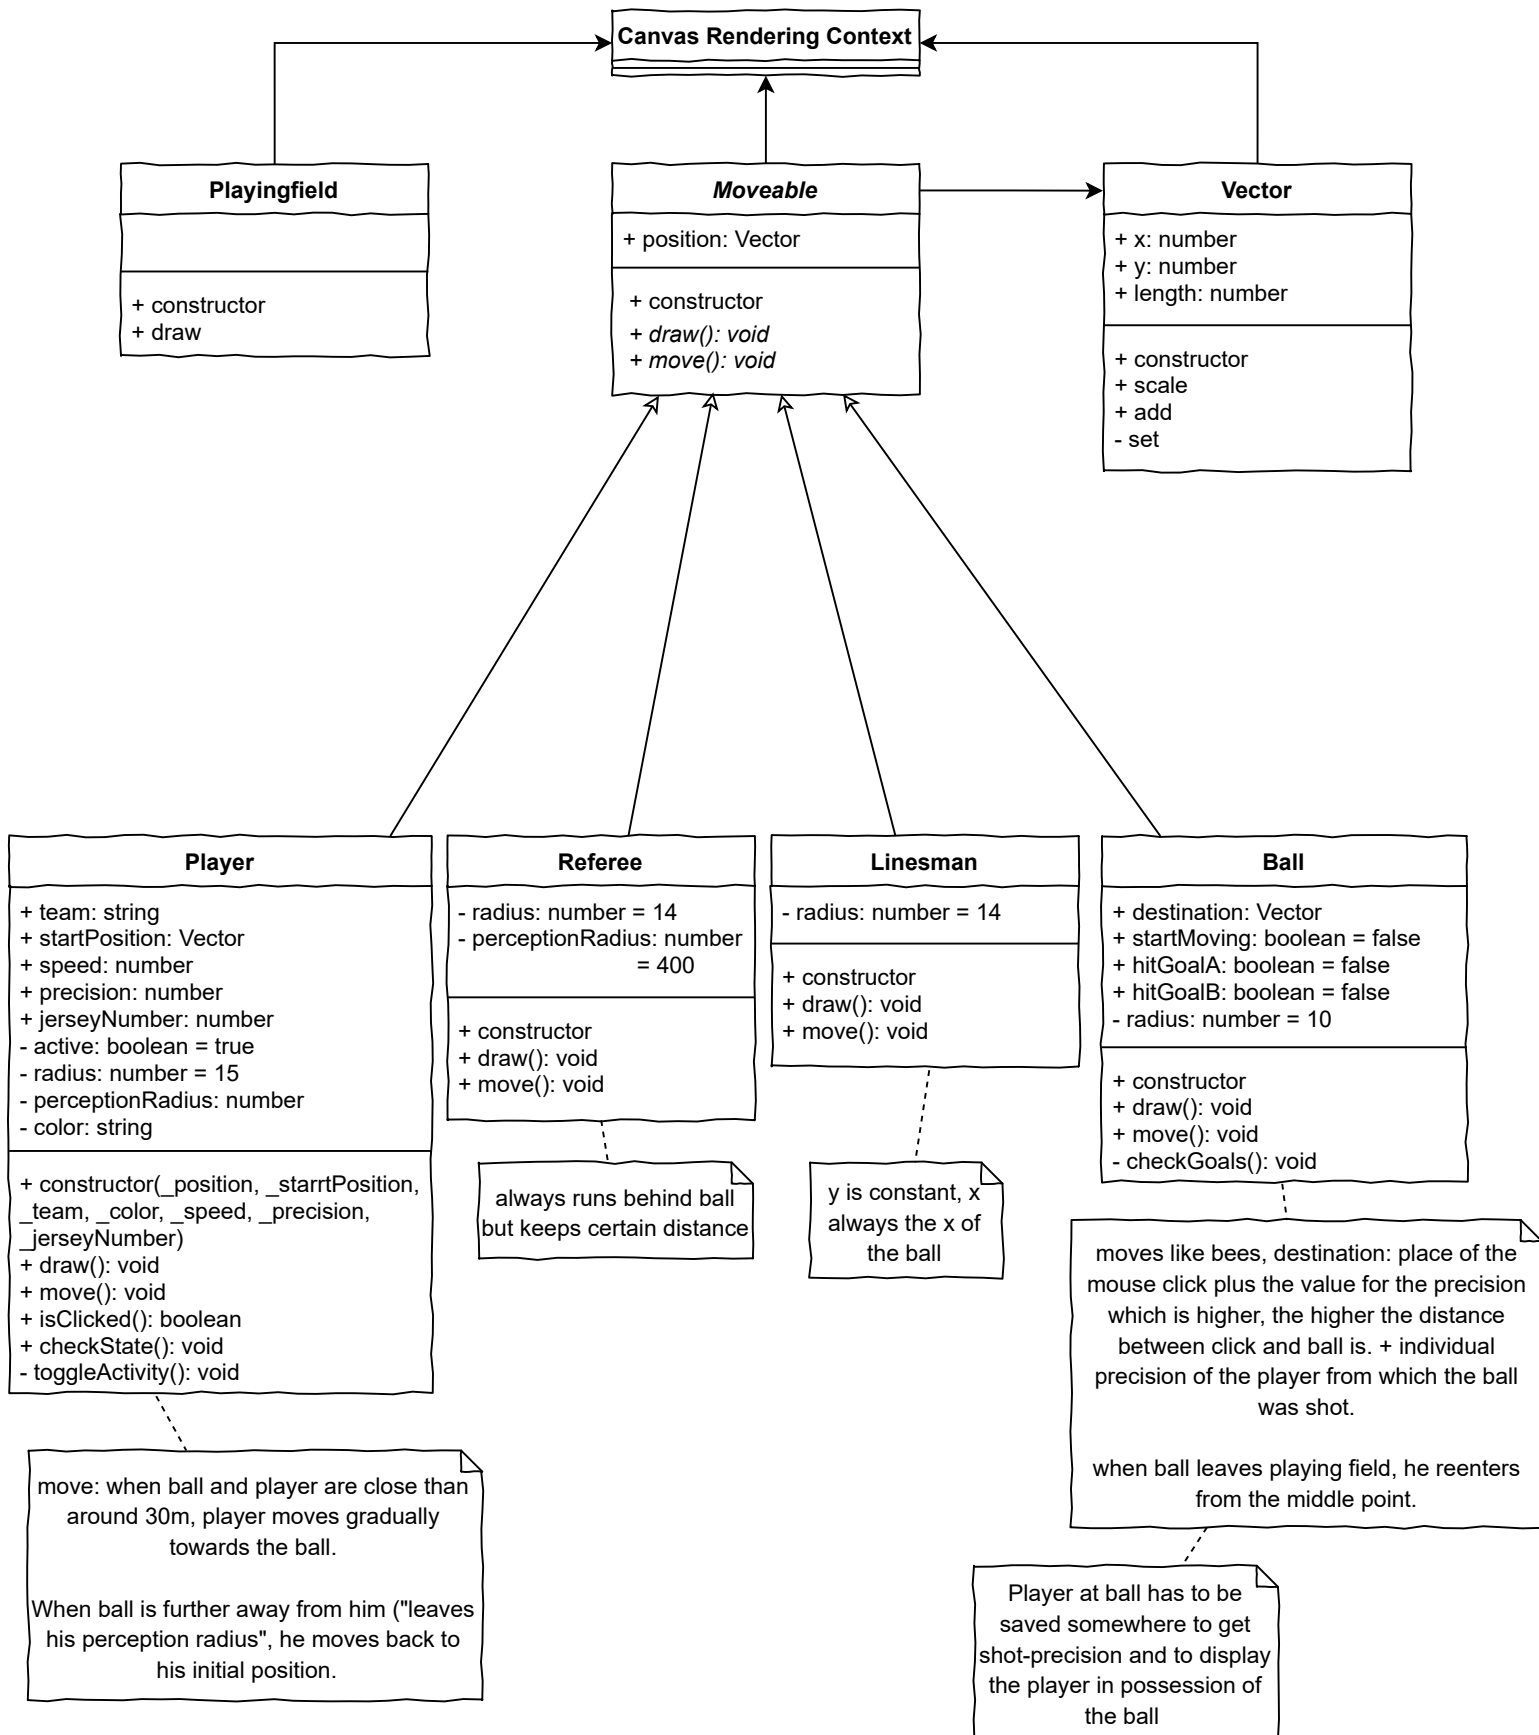 Canvas Rendering Context
Playingfield
+ constructor
+ draw
Moveable
+ position: Vector
+ constructor
+ draw(): void
+ move(): void
Vector
+ x: number
+ y: number
+ length: number
+ constructor
+ scale
+ add
- set
Player
+ team: string
+ startPosition: Vector
+ speed: number
+ precision: number
+ jerseyNumber: number
- active: boolean = true
- radius: number = 15
- perceptionRadius: number
- color: string
+ constructor(_position, _starrtPosition,
_team, _color, _speed, _precision,
_jerseyNumber)
+ draw(): void
+ move(): void
+ isClicked(): boolean
+ checkState(): void
- toggleActivity(): void
move: when ball and player are close than
around 30m, player moves gradually
towards the ball.
When ball is further away from him ("leaves
his perception radius", he moves back to
his initial position.
Referee
- radius: number = 14
- perceptionRadius: number
= 400
+ constructor
+ draw(): void
+ move(): void
always runs behind ball
but keeps certain distance
Linesman
- radius: number = 14
+ constructor
+ draw(): void
+ move(): void
y is constant, x
always the x of
the ball
Ball
+ destination: Vector
+ startMoving: boolean = false
+ hitGoalA: boolean = false
+ hitGoalB: boolean = false
- radius: number = 10
+ constructor
+ draw(): void
+ move(): void
- checkGoals(): void
moves like bees, destination: place of the
mouse click plus the value for the precision
which is higher, the higher the distance
between click and ball is. + individual
precision of the player from which the ball
was shot.
when ball leaves playing field, he reenters
from the middle point.
Player at ball has to be
saved somewhere to get
shot-precision and to display
the player in possession of
the ball